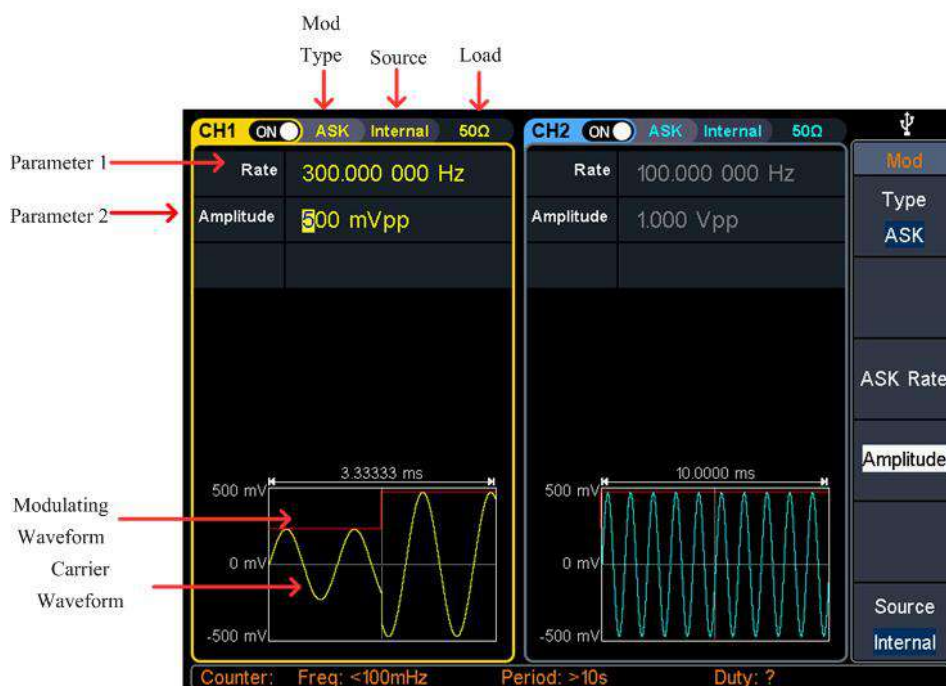 Mod
Type
Source
Load
CH1 ON ASK Internal 50Ω
CH2 ON ASK Internal 50Ω
Parameter 1
Rate 300.000 000 Hz
Rate 100.000 000 Hz
Mod
Parameter 2
Amplitude 500 mVpp
Amplitude 1.000 Vpp
Type
ASK
ASK Rate
Amplitude
3.33333 ms
10.0000 ms
500 mV
500 mV
Modulating
Waveform
0 mV
0 mV
Carrier
Waveform
-500 mV
-500 mV
Source
Internal
Counter: Freq: <100mHz Period: >10s Duty: ?